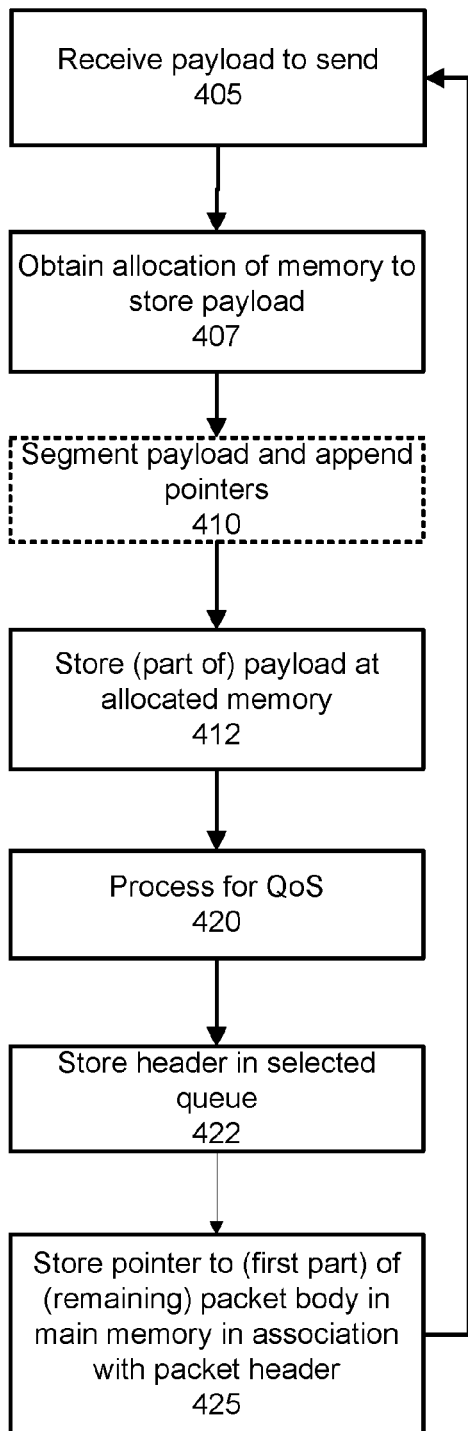 Receive payload to send
405
Obtain allocation of memory to
store payload
407
Segment payload and append
pointers
410
Store (part of) payload at
allocated memory
412
Process for QoS
420
Store header in selected
queue
422
Store pointer to (first part) of
(remaining) packet body in
main memory in association
with packet header
425